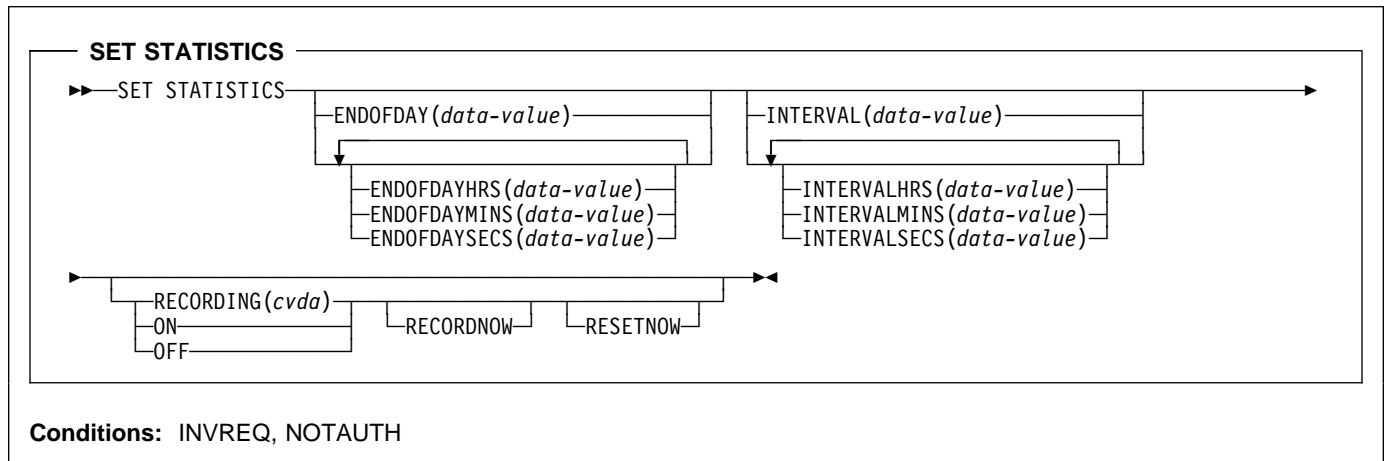 SET STATISTICS
SET STATISTICS
ENDOFDAY(data-value) INTERVAL(data-value)
ENDOFDAYHRS(data-value) INTERVALHRS(data-value)
ENDOFDAYMINS(data-value) INTERVALMINS(data-value)
ENDOFDAYSECS(data-value) INTERVALSECS(data-value)
RECORDING(cvda)
ON RECORDNOW RESETNOW
OFF
Conditions: INVREQ, NOTAUTH